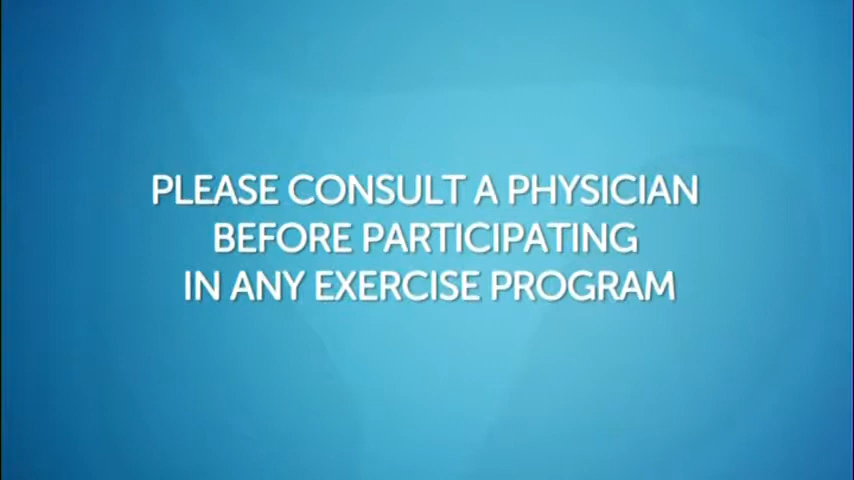 PLEASE CONSULT A PHYSICIAN
BEFORE PARTICIPATING
IN ANY EXERCISE PROGRAM